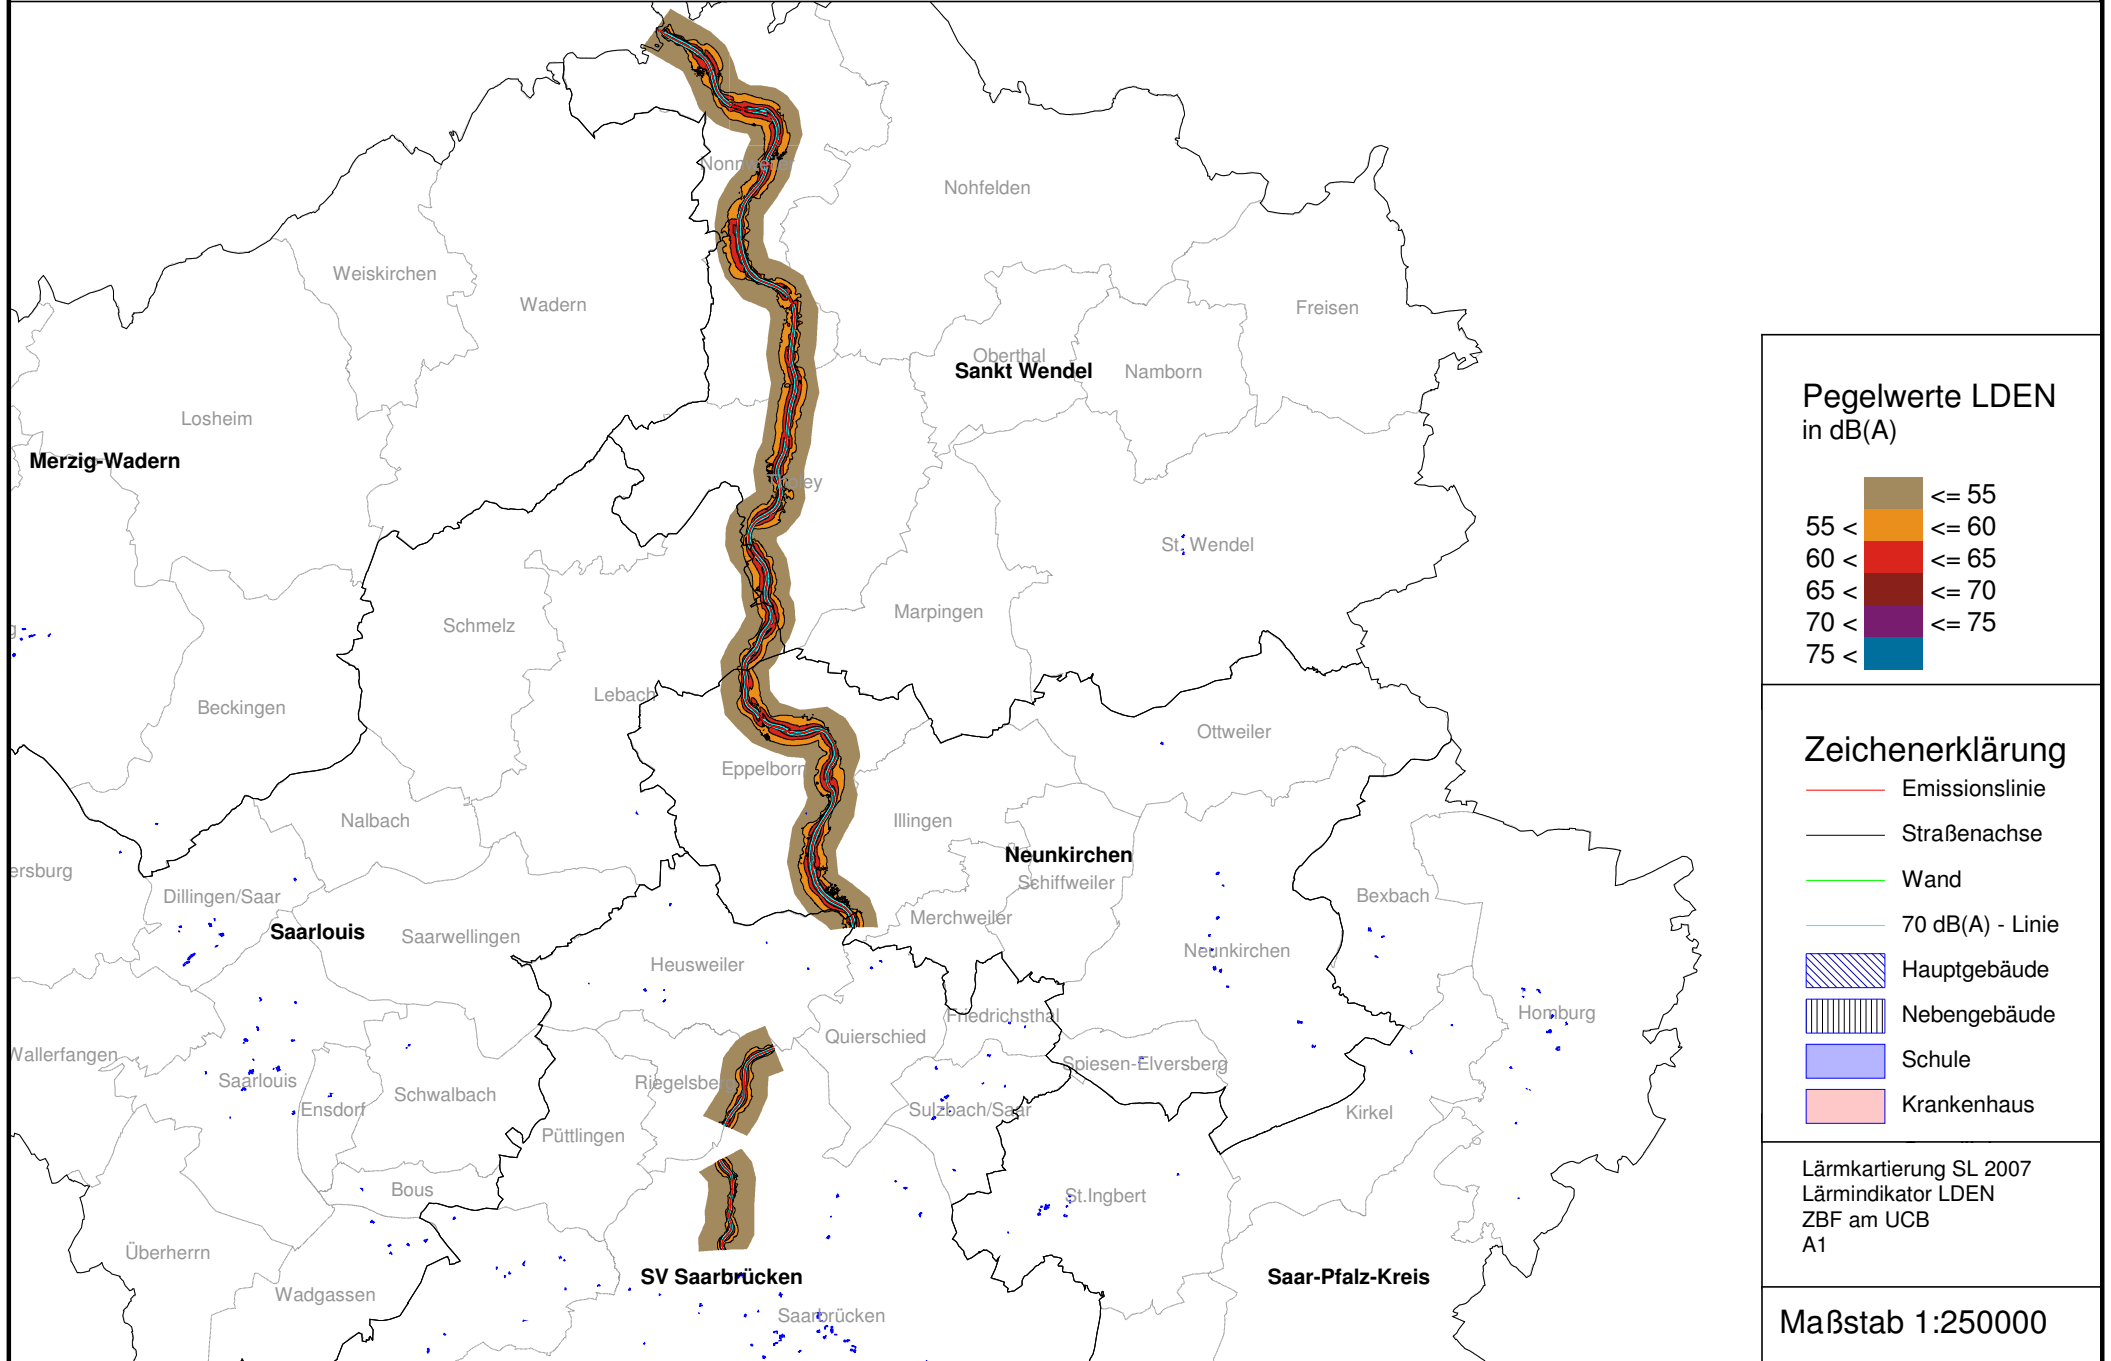 Nonnweiler
Nohfelden
Weiskirchen
Wadern
Freisen
Oberthal
Sankt Wendel
Namborn
Losheim
Merzig-Wadern
Tholey
St. Wendel
Marpingen
Schmelz
Lebach
Beckingen
Ottweiler
Eppelborn
Nalbach
Illingen
Neunkirchen
Schiffweiler
ersburg
Dillingen/Saar
Bexbach
Merchweiler
Saarlouis
Saarwellingen
Neunkirchen
Heusweiler
Homburg
Friedrichsthal
Quierschied
Wallerfangen
Spiesen-Elversberg
Saarlouis
Riegelsberg
Schwalbach
Ensdorf
Sulzbach/Saar
Kirkel
Püttlingen
Bous
St.Ingbert
Überherrn
SV Saarbrücken
Saar-Pfalz-Kreis
Wadgassen
Saarbrücken
Pegelwerte LDEN
in dB(A)
<= 55
55 < <= 60
60 < <= 65
65 < <= 70
70 < <= 75
75 <
Zeichenerklärung
Emissionslinie
Straßenachse
Wand
70 dB(A) - Linie
Hauptgebäude
Nebengebäude
Schule
Krankenhaus
Lärmkartierung SL 2007
Lärmindikator LDEN
ZBF am UCB
A1
Maßstab 1:250000